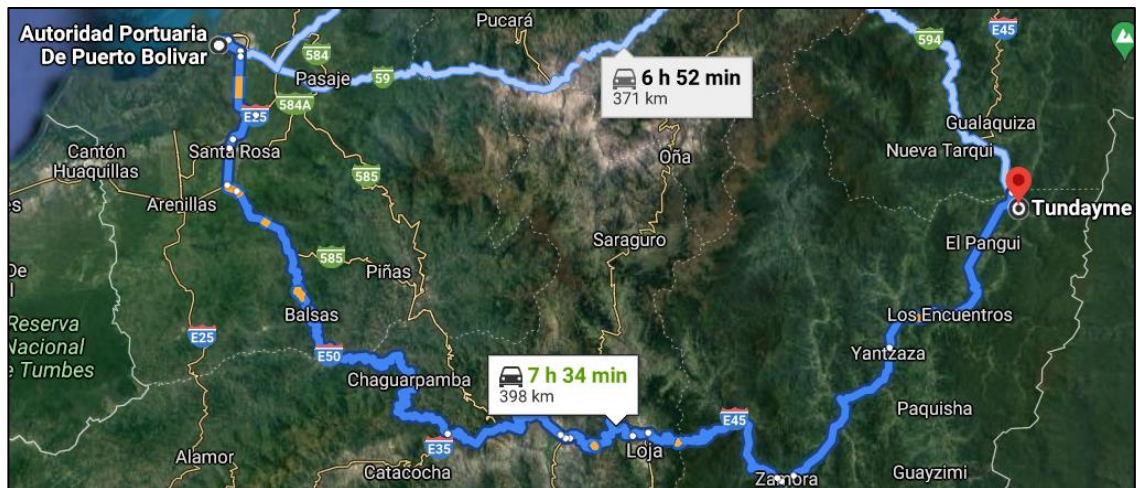 Autoridad Portuaria
De Puerto Bolivar
Pucará
584
Pasaje
59
584A
E25
6 h 52 min
371 km
594
E45
Gualaquiza
Nueva Tarqui
Cantón
Huaquillas
Santa Rosa
585
Oña
Arenillas
Tundayme
Saraguro
El Pangui
585
Piñas
Balsas
Los Encuentros
Reserva
Nacional
e Tumbes
E25
E50
Yantzaza
7 h 34 min
398 km
Chaguarpamba
Paquisha
E45
E35
Loja
Alamor
Catacocha
Zamora
Guayzimi